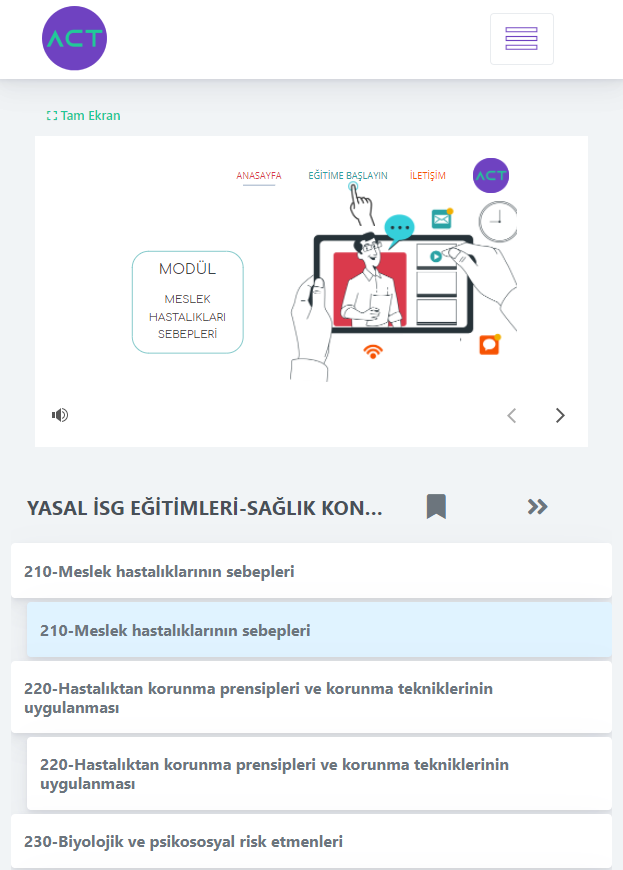 ACT
Tam Ekran
ANASAYFA
EĞİTİME BAŞLAYIN
İLETİŞİM
ACT
MODÜL
MESLEK
HASTALIKLARI
SEBEPLERİ
YASAL İSG EĞİTİMLERİ-SAĞLIK KON...
210-Meslek hastalıklarının sebepleri
210-Meslek hastalıklarının sebepleri
220-Hastalıktan korunma prensipleri ve korunma tekniklerinin
uygulanması
220-Hastalıktan korunma prensipleri ve korunma tekniklerinin
uygulanması
230-Biyolojik ve psikososyal risk etmenleri